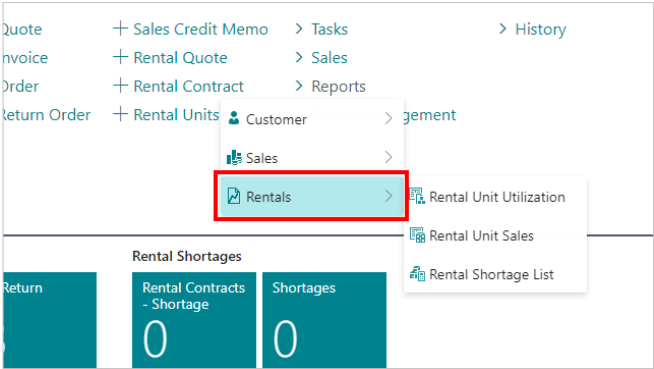 Quote + Sales Credit Memo > Tasks > History
nvoice + Rental Quote > Sales
Order + Rental Contract > Reports
Return Order + Rental Units gement
Customer >
Sales >
Rentals >
Rental Unit Utilization
Rental Unit Sales
Rental Shortage List
Rental Shortages
Return
Rental Contracts
- Shortage
0
Shortages
0